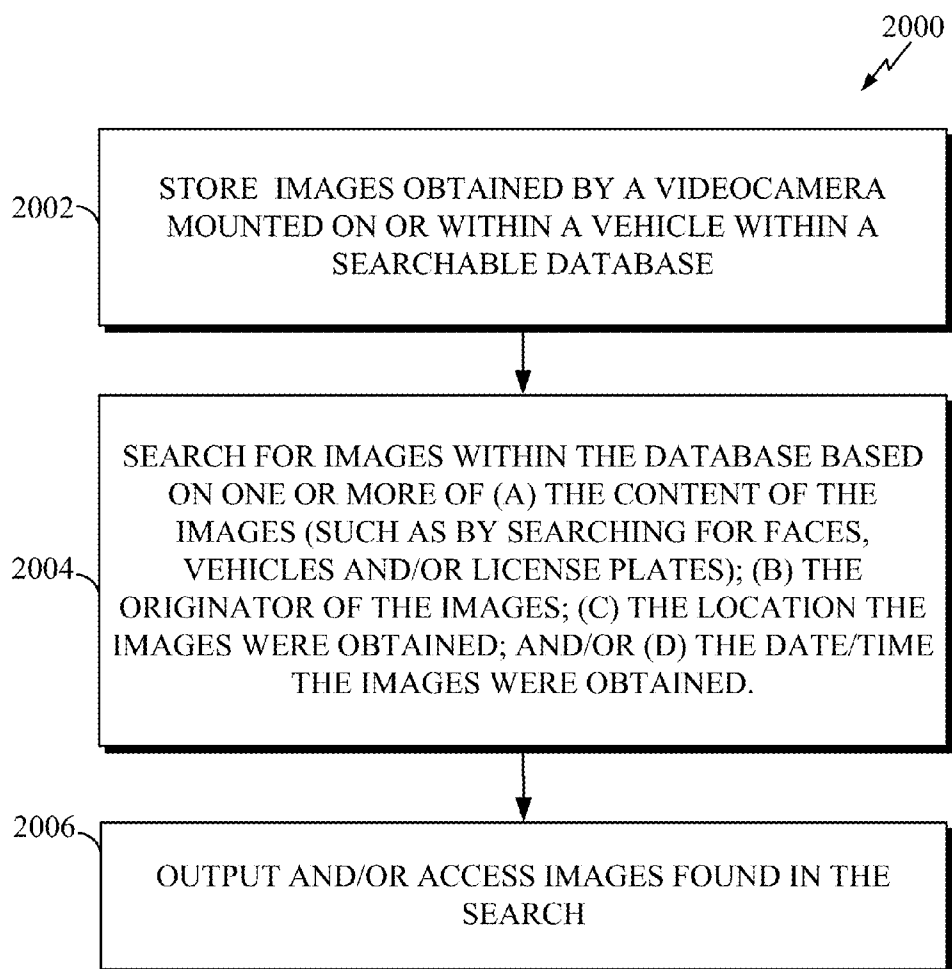 2000
2002
STORE IMAGES OBTAINED BY A VIDEOCAMERA
MOUNTED ON OR WITHIN A VEHICLE WITHIN A
SEARCHABLE DATABASE
2004
SEARCH FOR IMAGES WITHIN THE DATABASE BASED
ON ONE OR MORE OF (A) THE CONTENT OF THE
IMAGES (SUCH AS BY SEARCHING FOR FACES,
VEHICLES AND/OR LICENSE PLATES); (B) THE
ORIGINATOR OF THE IMAGES; (C) THE LOCATION THE
IMAGES WERE OBTAINED; AND/OR (D) THE DATE/TIME
THE IMAGES WERE OBTAINED.
2006
OUTPUT AND/OR ACCESS IMAGES FOUND IN THE
SEARCH